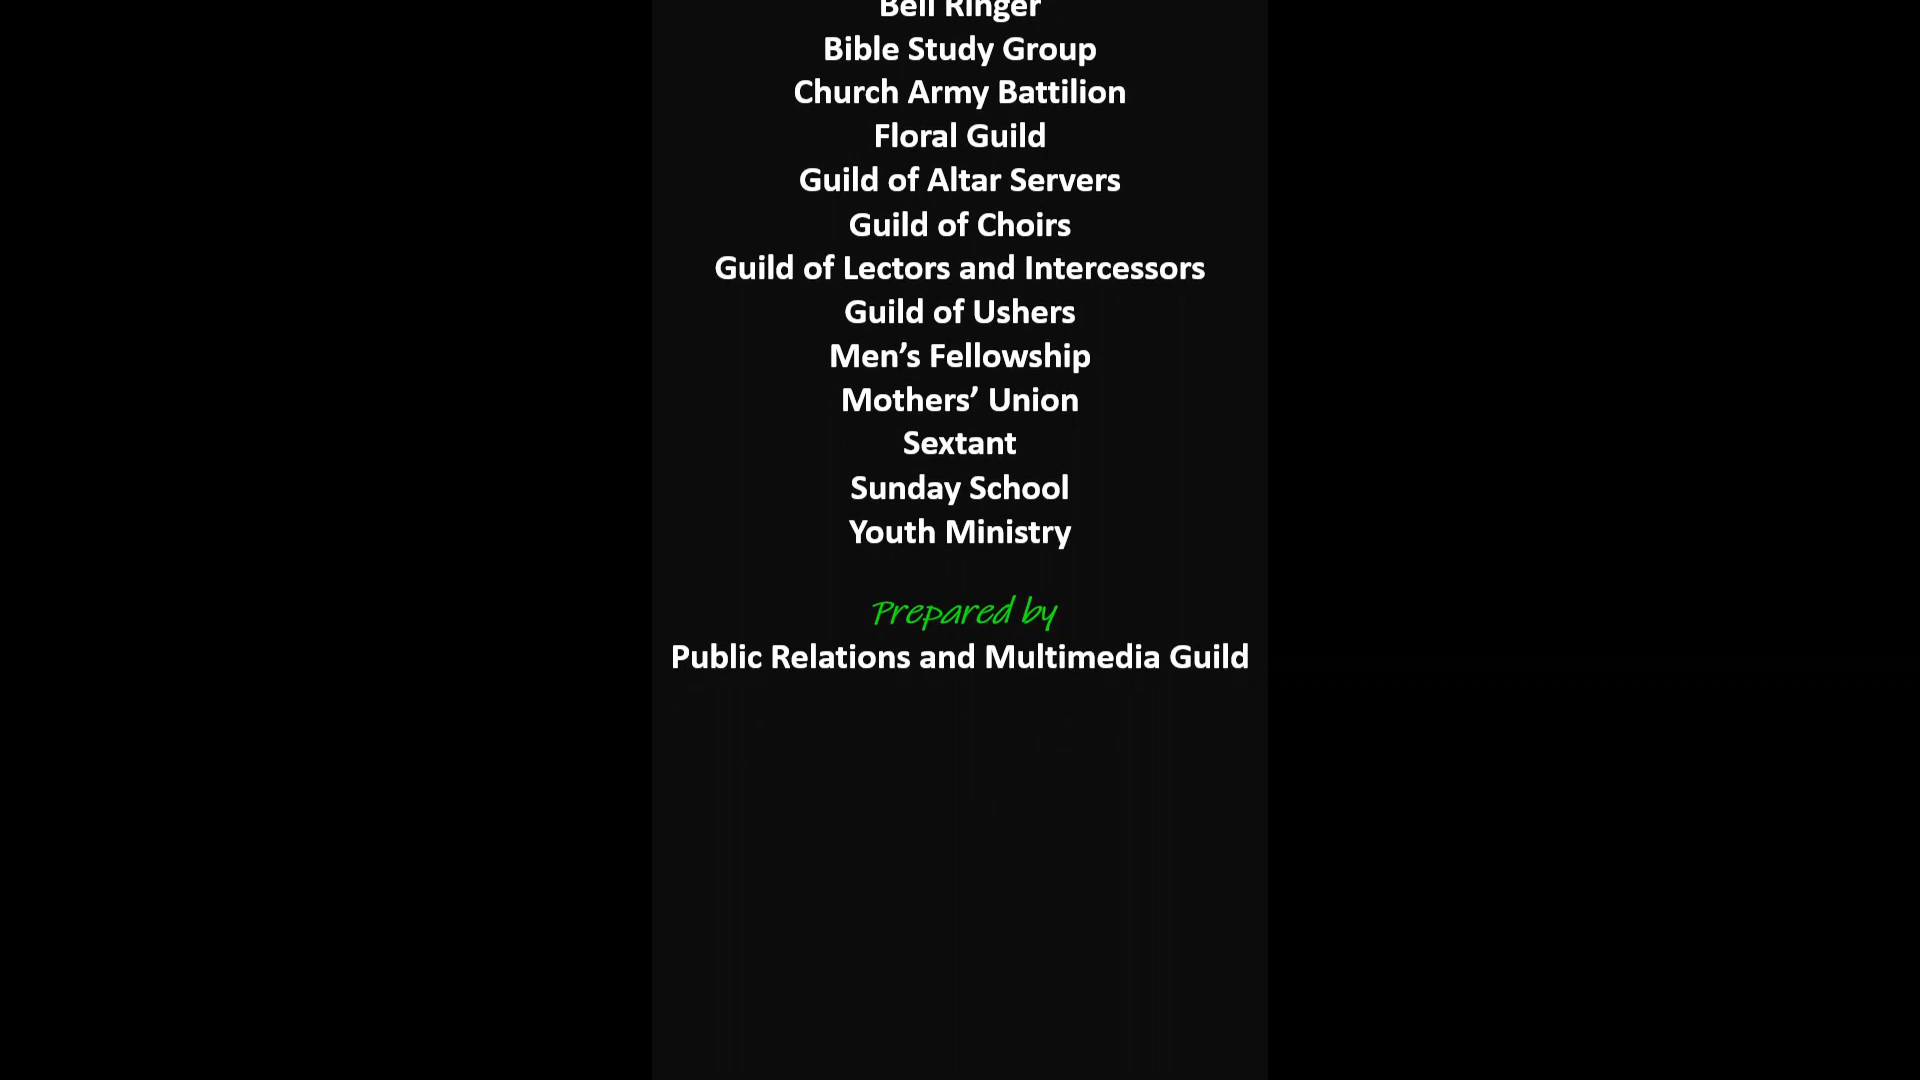 Bell Ringer
Bible Study Group
Church Army Battilion
Floral Guild
Guild of Altar Servers
Guild of Choirs
Guild of Lectors and Intercessors
Guild of Ushers
Men’s Fellowship
Mothers’ Union
Sextant
Sunday School
Youth Ministry
Prepared by
Public Relations and Multimedia Guild